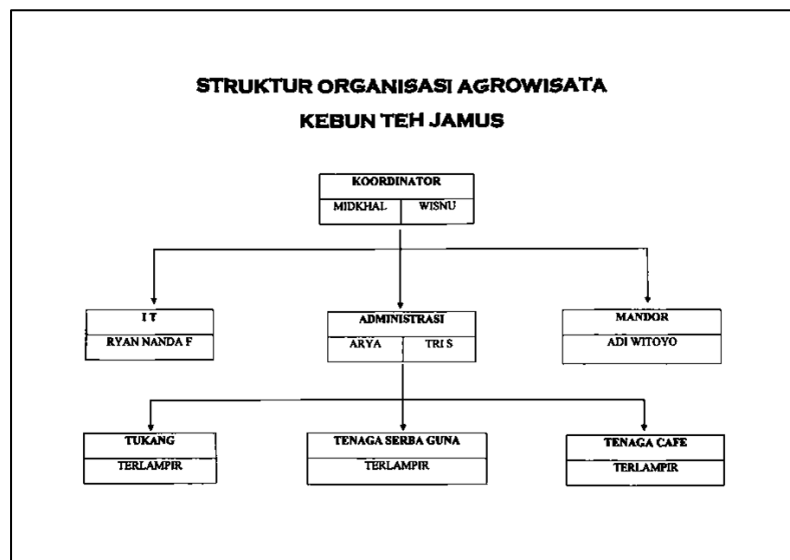 STRUKTUR ORGANISASI AGROWISATA
KEBUN TEH JAMUS
KOORDINATOR
MIDKHAL WISNU
I T
RYAN NANDA F
ADMINISTRASI
ARYA TRI S
MANDOR
ADI WITOYO
TUKANG
TERLAMPIR
TENAGA SERBA GUNA
TERLAMPIR
TENAGA CAFE
TERLAMPIR